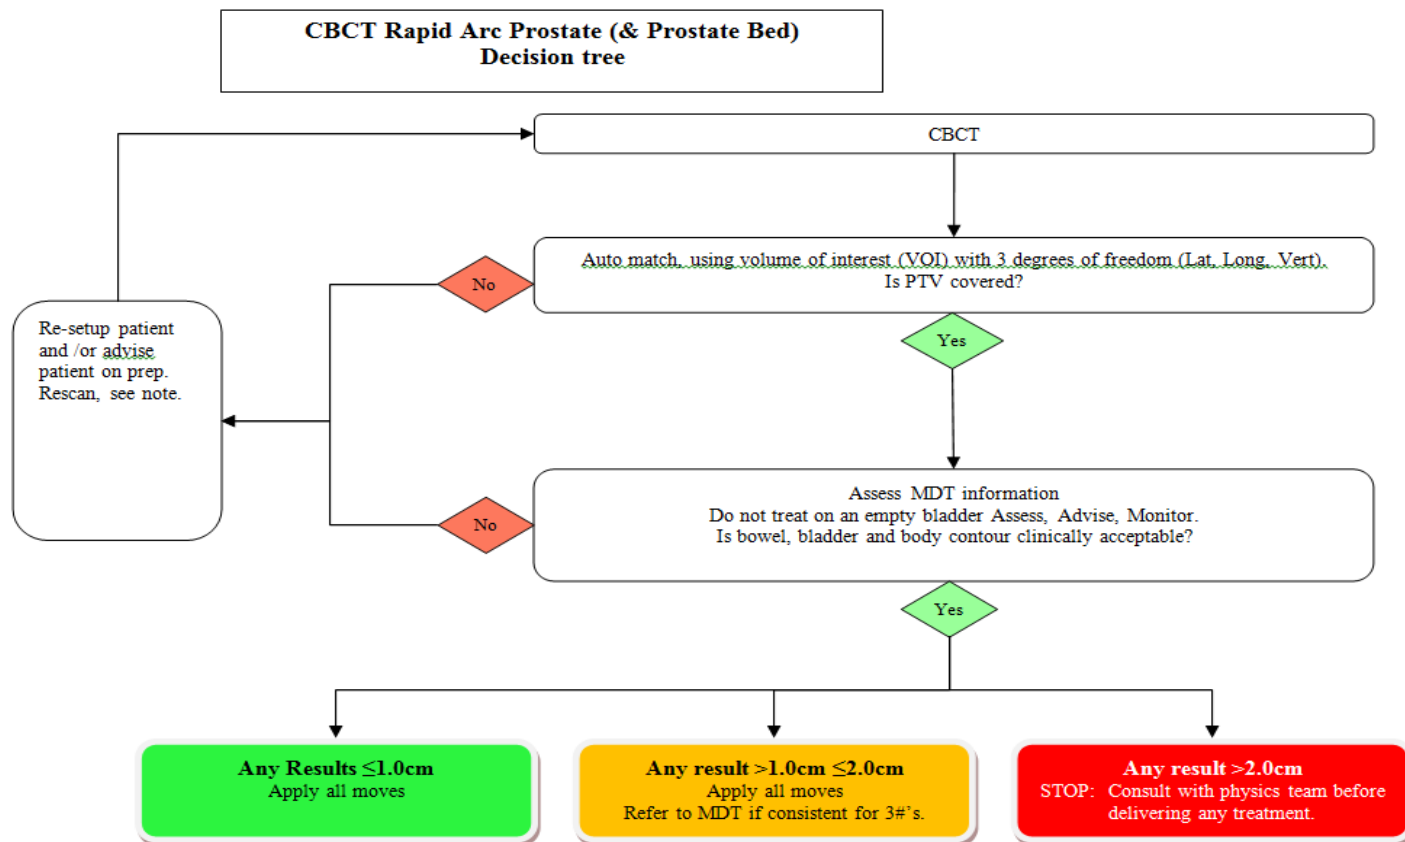 CBCT Rapid Arc Prostate (& Prostate Bed)
Decision tree
CBCT
Auto match, using volume of interest (VOI) with 3 degrees of freedom (Lat, Long, Vert).
Is PTV covered?
No
Yes
Re-setup patient
and /or advise
patient on prep.
Rescan, see note.
Assess MDT information
Do not treat on an empty bladder Assess, Advise, Monitor.
Is bowel, bladder and body contour clinically acceptable?
No
Yes
Any Results ≤1.0cm
Apply all moves
Any result >1.0cm ≤2.0cm
Apply all moves
Refer to MDT if consistent for 3#'s.
Any result >2.0cm
STOP: Consult with physics team before
delivering any treatment.